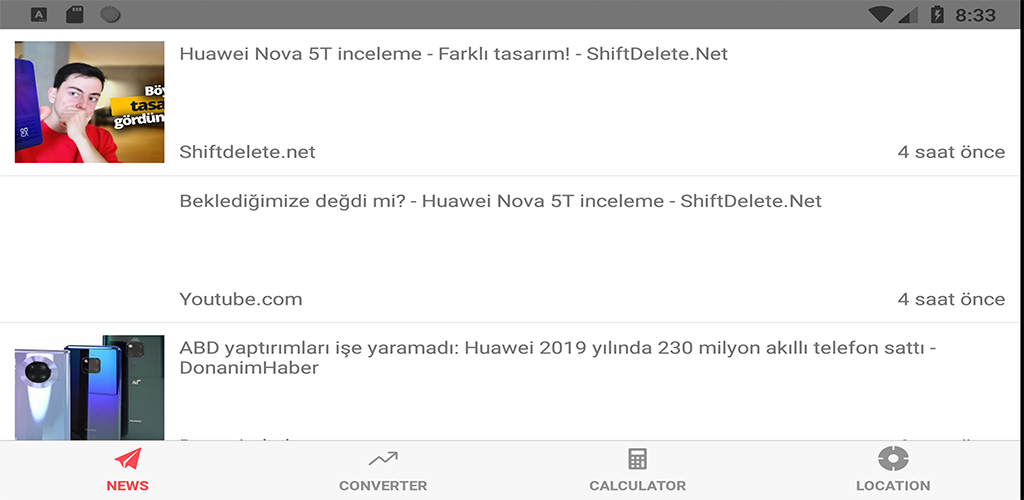 8:33
Huawei Nova 5T inceleme - Farklı tasarım! - ShiftDelete.Net
Böy
tasa
gördün
Shiftdelete.net
4 saat önce
Beklediğimize değdi mi? - Huawei Nova 5T inceleme - ShiftDelete.Net
Youtube.com
4 saat önce
ABD yaptırımları işe yaramadı: Huawei 2019 yılında 230 milyon akıllı telefon sattı -
DonanimHaber
NEWS
CONVERTER
CALCULATOR
LOCATION